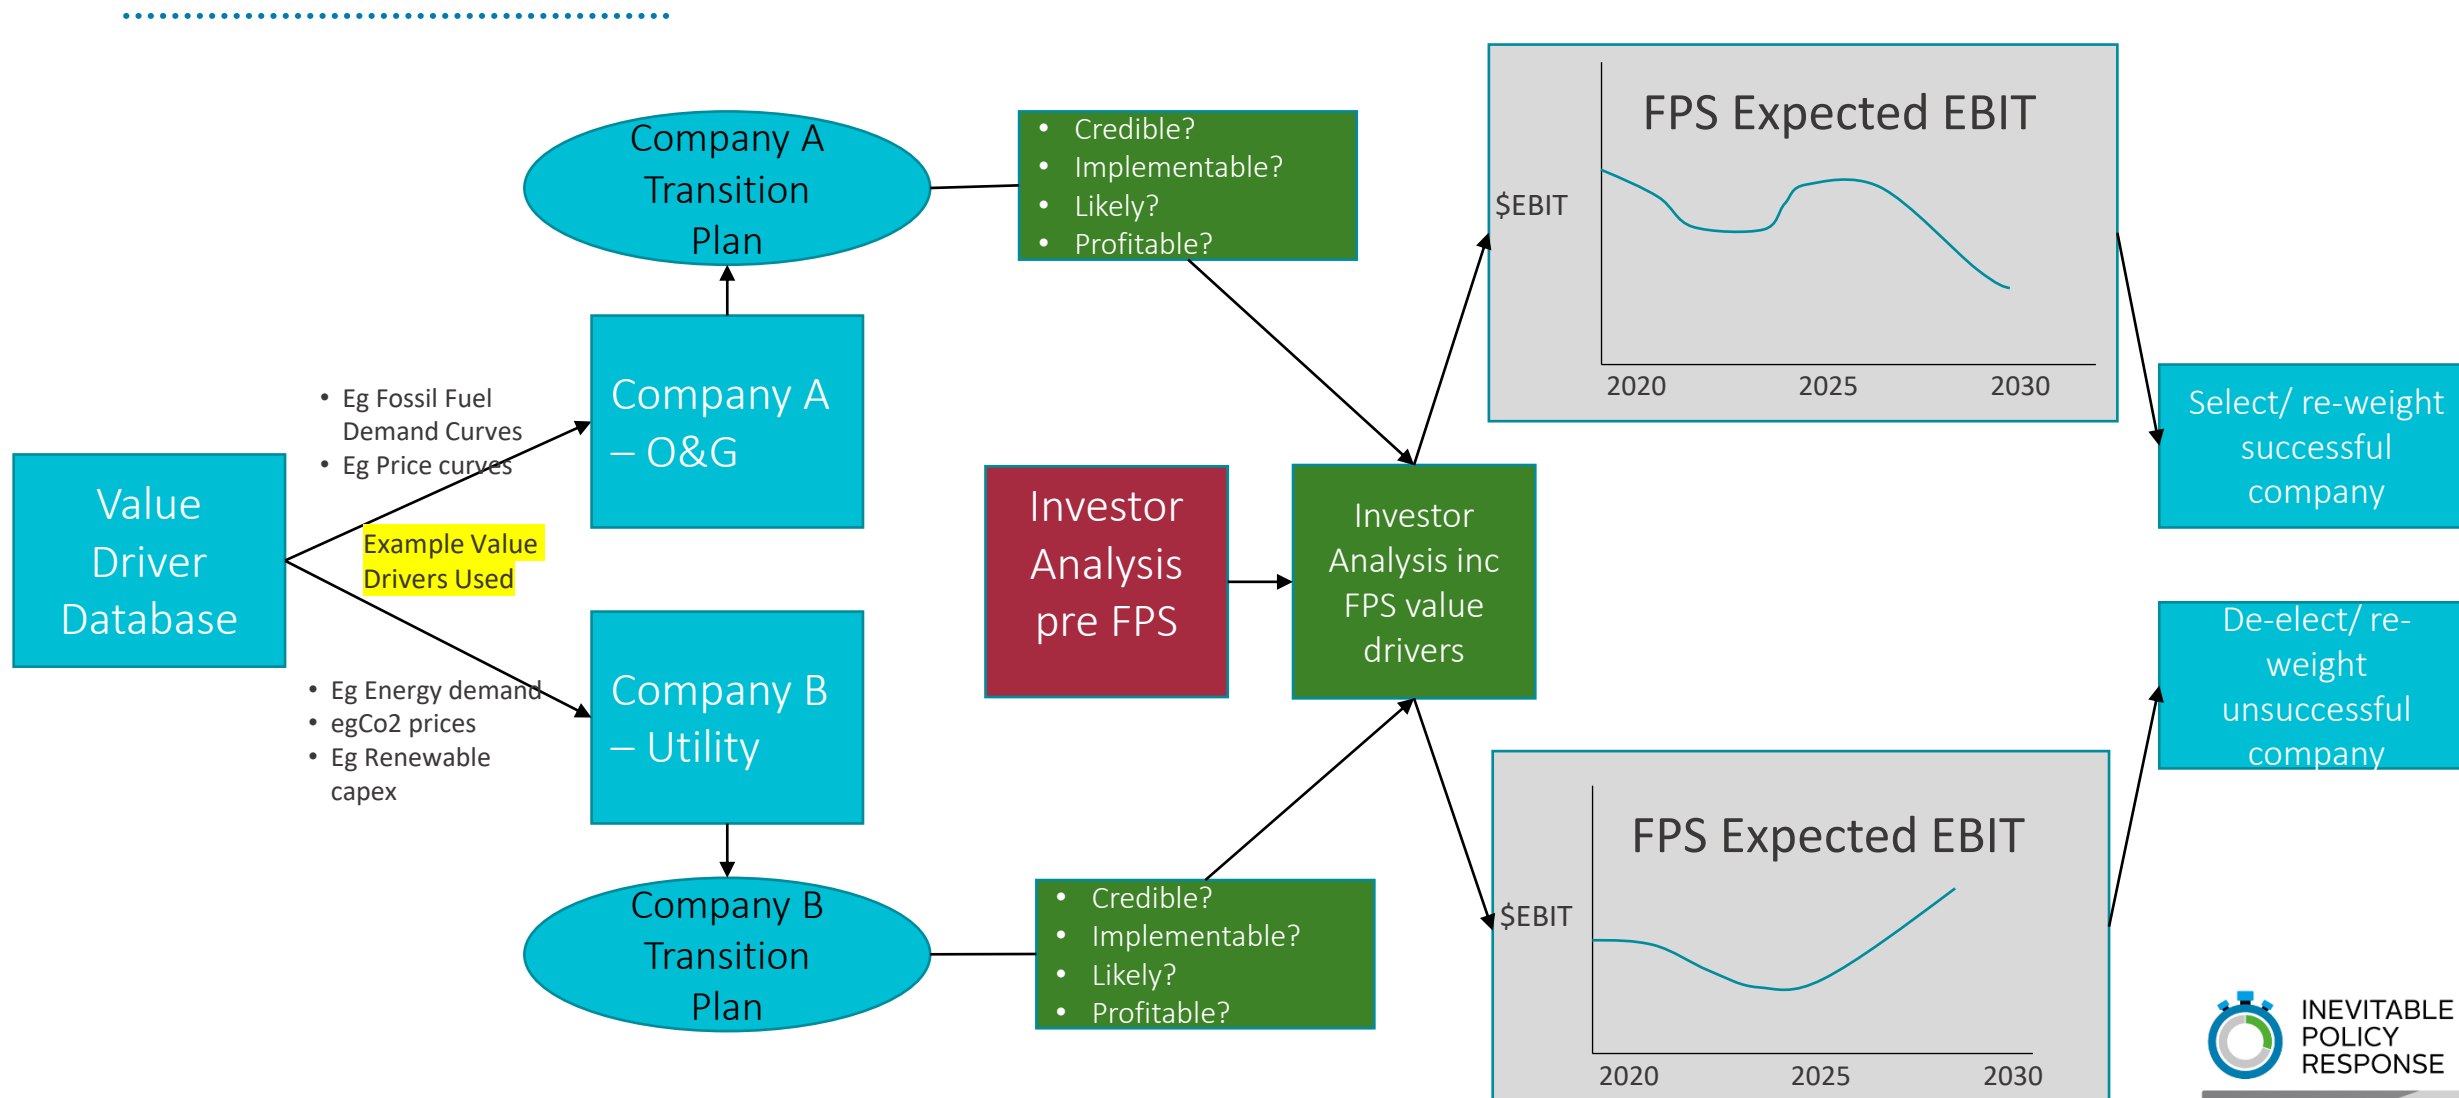 Value
Driver
Database
• Eg Fossil Fuel
Demand Curves
• Eg Price curves
Example Value
Drivers Used
• Eg Energy demand
• egCo2 prices
• Eg Renewable
capex
Company A
Transition
Plan
Company A
– O&G
Company B
– Utility
Company B
Transition
Plan
• Credible?
• Implementable?
• Likely?
• Profitable?
Investor
Analysis
pre FPS
Investor
Analysis inc
FPS value
drivers
• Credible?
• Implementable?
• Likely?
• Profitable?
FPS Expected EBIT
$EBIT
2020 2025 2030
FPS Expected EBIT
$EBIT
2020 2025 2030
Select/ re-weight
successful
company
De-elect/ re-
weight
unsuccessful
company
INEVITABLE
POLICY
RESPONSE